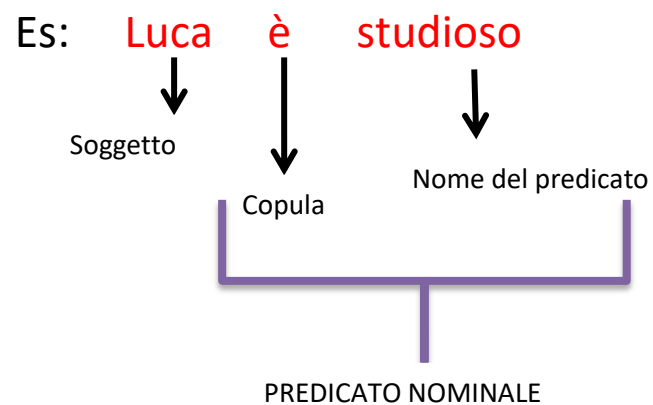 Es: Luca è studioso
Soggetto
Copula
Nome del predicato
PREDICATO NOMINALE